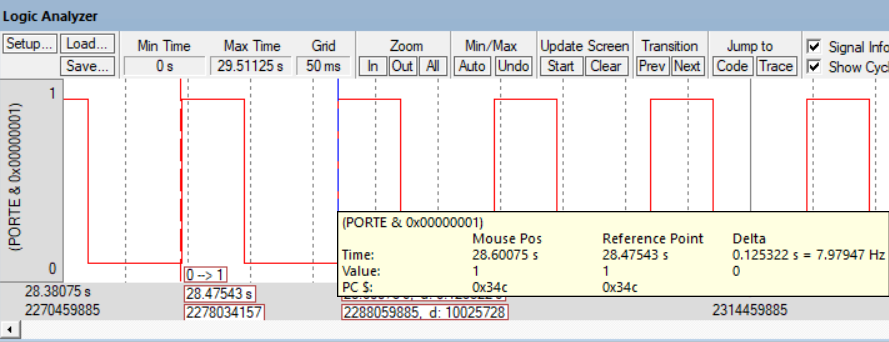 Logic Analyzer
Setup... Load... Min Time Max Time Grid Zoom Min/Max Update Screen Transition Jump to Signal Info
Save... 0 s 29.51125 s 50 ms In Out All Auto Undo Start Clear Prev Next Code Trace Show Cycl
1
(PORTE & 0x00000001)
0
(PORTE & 0x00000001)
Mouse Pos Reference Point Delta
Time: 28.60075 s 28.47543 s 0.125322 s = 7.97947 Hz
Value: 1 1 0
PC $: 0x34c 0x34c
0 --> 1
28.38075 s 28.47543 s
2270459885 2278034157 2288059885, d: 10025728 2314459885